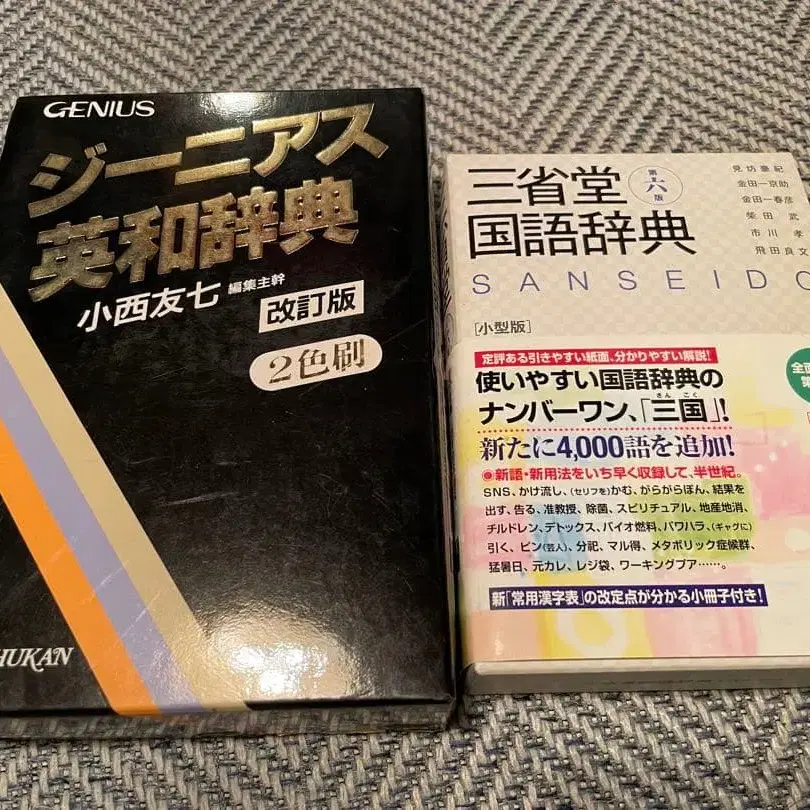 GENIUS
ジーニアス
英和辞典
小西友七 編集主幹
改訂版
2色刷
HUKAN
三省堂
国語辞典
第六版
見坊豪紀
金田一京助
金田一春彦
柴田 武
市川 孝
飛田良文
SANSEIDO
[小型版]
定評ある引きやすい紙面、分かりやすい解説!
使いやすい国語辞典の
ナンバーワン、「三国」!
さんこく
新たに4,000語を追加!
●新語・新用法をいち早く収録して、半世紀。
SNS、かけ流し、(セリフを)かむ、がらがらぽん、結果を
出す、告る、准教授、除菌、スピリチュアル、地産地消、
チルドレン、デトックス、バイオ燃料、パワハラ、(ギャグに)
引く、ピン(芸人)、分祀、マル得、メタボリック症候群、
猛暑日、元カレ、レジ袋、ワーキングプア……。
新「常用漢字表」の改定点が分かる小冊子付き!
全面